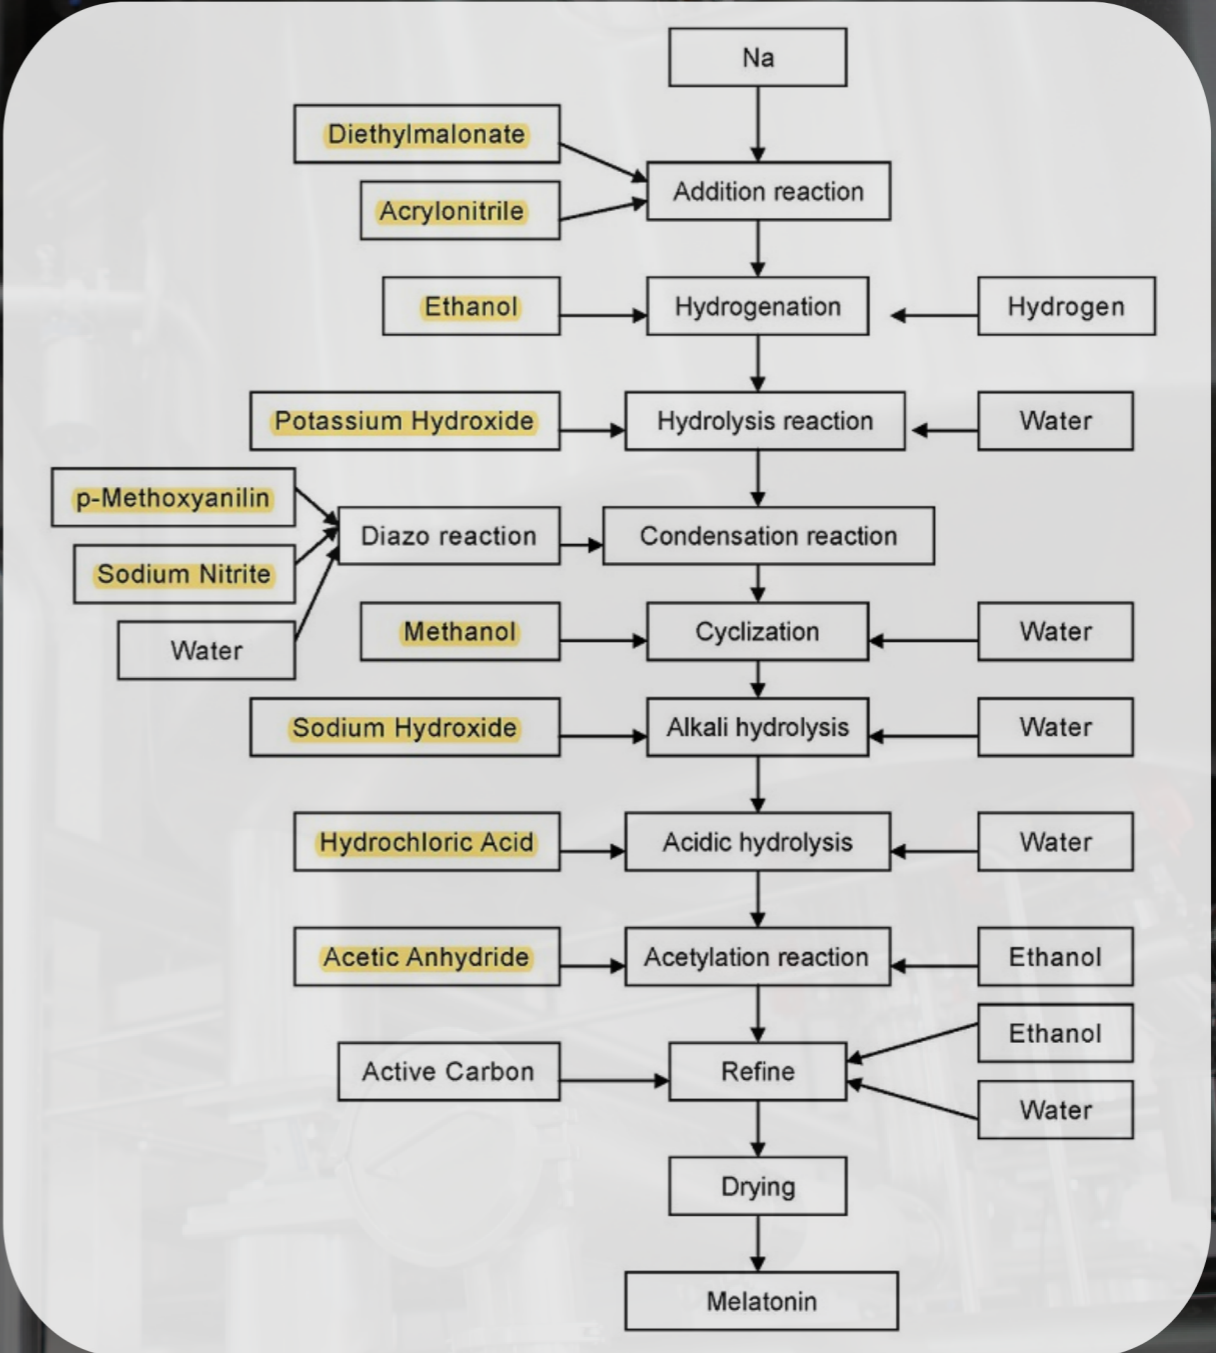 Na
Diethylmalonate
Acrylonitrile
Addition reaction
Ethanol
Hydrogenation
Hydrogen
Potassium Hydroxide
Hydrolysis reaction
Water
p-Methoxyanilin
Sodium Nitrite
Water
Diazo reaction
Condensation reaction
Methanol
Cyclization
Water
Sodium Hydroxide
Alkali hydrolysis
Water
Hydrochloric Acid
Acidic hydrolysis
Water
Acetic Anhydride
Acetylation reaction
Ethanol
Active Carbon
Refine
Ethanol
Water
Drying
Melatonin